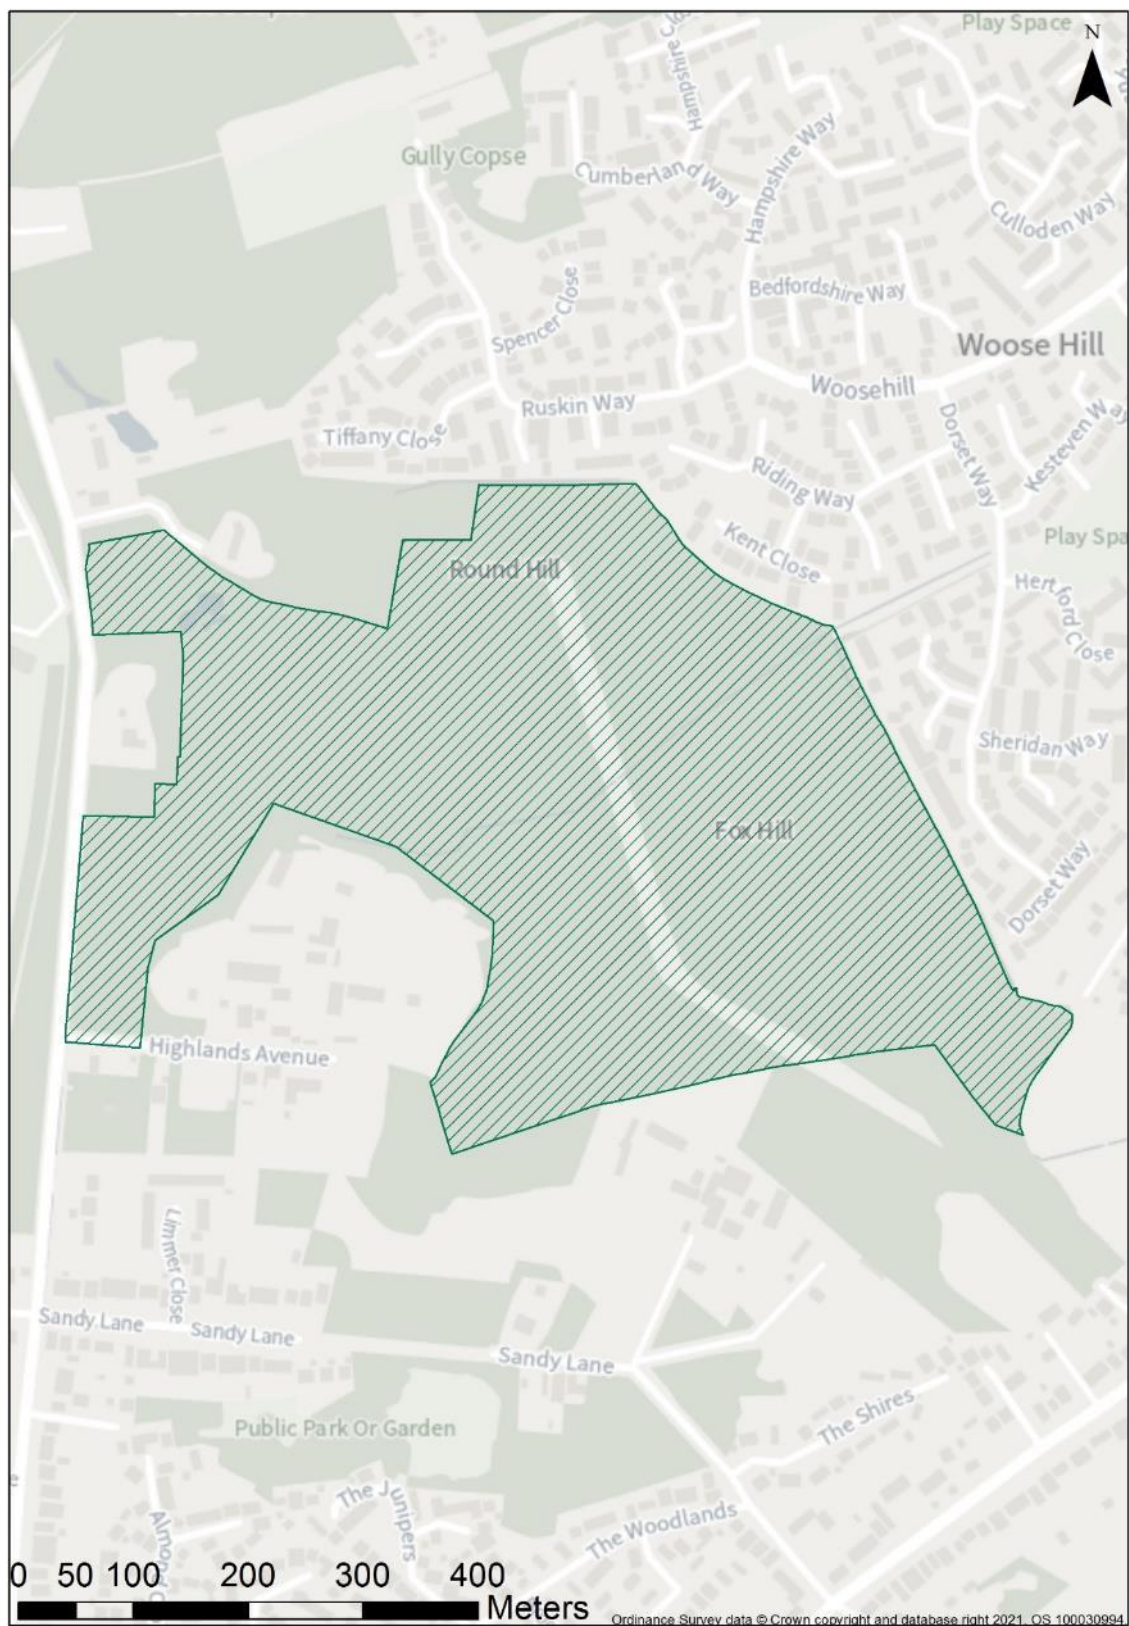 Play Space
N
Hampshire Clo
Gully Copse
Cumberland Way
Hampshire Way
Culloden Way
Spencer Close
Bedfordshire Way
Woose Hill
Woosehill
Ruskin Way
Tiffany Close
Dorset Way
Kesteven Way
Riding Way
Kent Close
Play Spa
Round Hill
Hertford Close
Sheridan Way
Fox Hill
Dorset Way
Highlands Avenue
Limmer Close
Sandy Lane
Sandy Lane
Sandy Lane
The Shires
Public Park Or Garden
The Junipers
The Woodlands
0 50 100 200 300 400
Meters
Ordinance Survey data © Crown copyright and database right 2021. OS 100030994